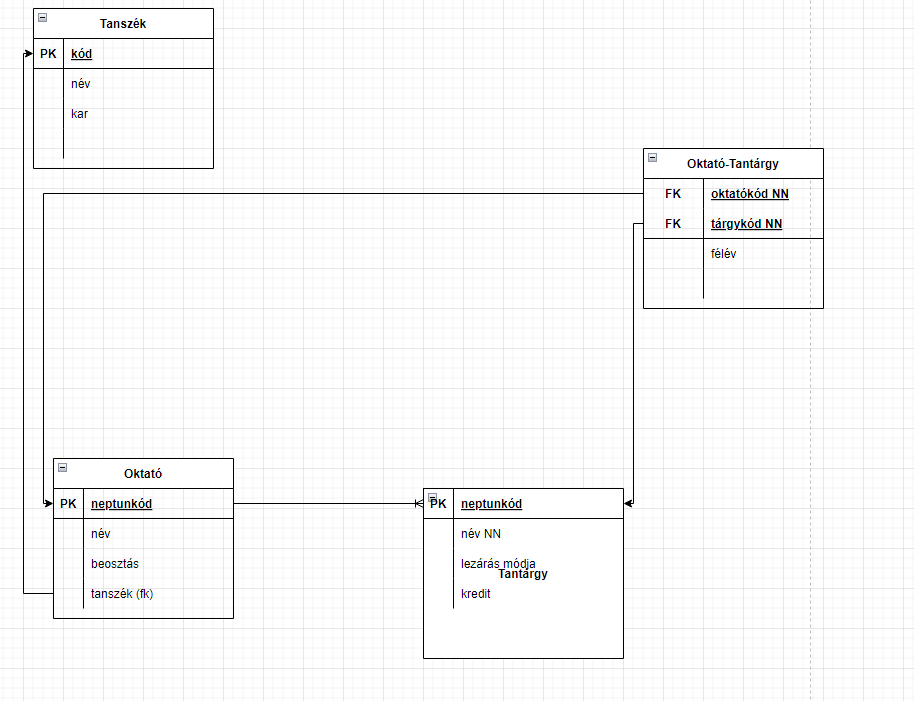 Tanszék
PK kód
név
kar
Oktató-Tantárgy
FK oktatókód NN
FK tárgykód NN
félév
Oktató
PK neptunkód
név
beosztás
tanszék (fk)
PK neptunkód
név NN
lezárás módja
Tantárgy
kredit